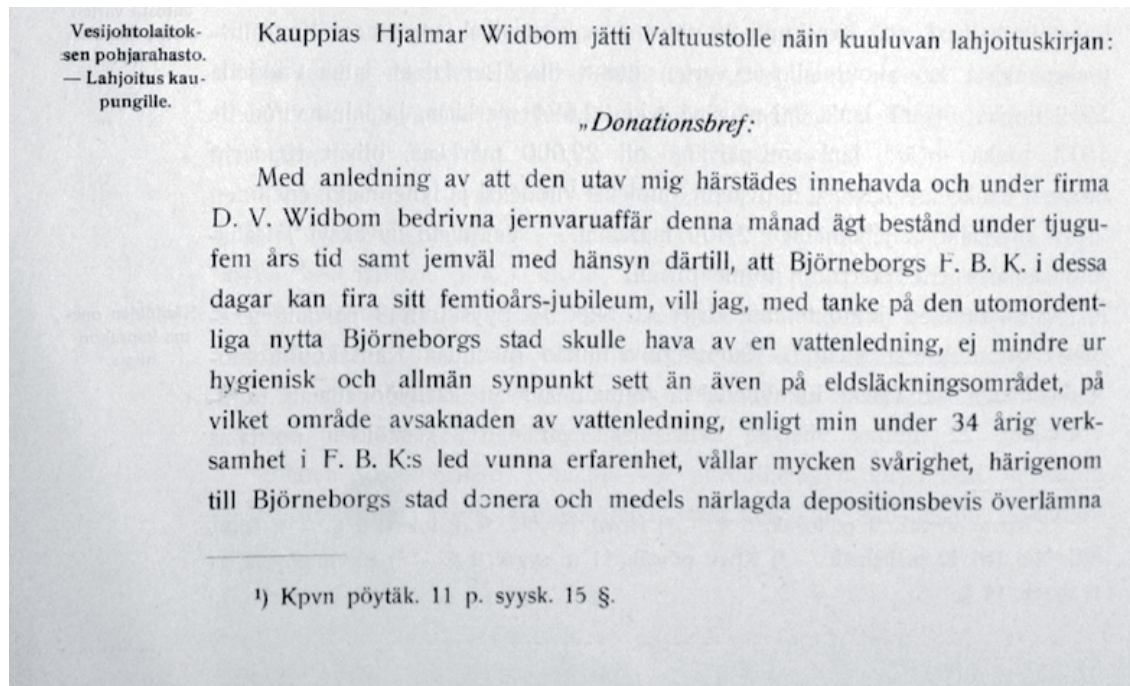 Vesijohtolaitok-
sen pohjarahasto.
— Lahjoitus kau-
pungille.
Kauppias Hjalmar Widbom jätti Valtuustolle näin kuuluvan lahjoituskirjan:
„Donationsbref:
Med anledning av att den utav mig härstädes innehavda och under firma
D. V. Widbom bedrivna jernvaruaffär denna månad ägt bestånd under tjugu-
fem års tid samt jemväl med hänsyn därtill, att Björneborgs F. B. K. i dessa
dagar kan fira sitt femtioårs-jubileum, vill jag, med tanke på den utomordent-
liga nytta Björneborgs stad skulle hava av en vattenledning, ej mindre ur
hygienisk och allmän synpunkt sett än även på eldsläckningsområdet, på
vilket område avsaknaden av vattenledning, enligt min under 34 årig verk-
samhet i F. B. K:s led vunna erfarenhet, vållar mycken svårighet, härigenom
till Björneborgs stad donera och medels närlagda depositionsbevis överlämna
¹) Kpvn pöytäk. 11 p. syysk. 15 §.